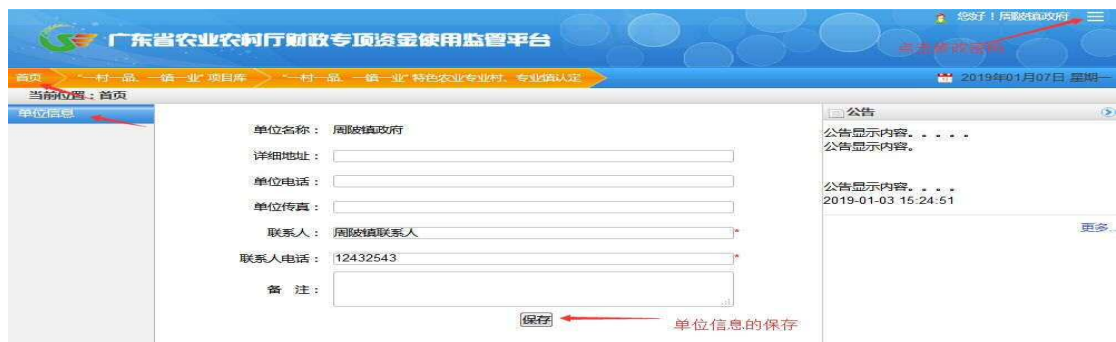 您好！周陂镇政府
广东省农业农村厅财政专项资金使用监管平台
点击修改密码
首页 “一村一品、一镇一业”项目库 “一村一品、一镇一业”特色农业专业村、专业镇认定 2019年01月07日 星期一
当前位置：首页
单位信息
单位名称： 周陂镇政府
详细地址：
单位电话：
单位传真：
联系人： 周陂镇联系人 *
联系人电话： 12432543 *
备 注：
保存
单位信息的保存
公告
公告显示内容。。。。。
公告显示内容。
公告显示内容。。。。
2019-01-03 15:24:51
更多..